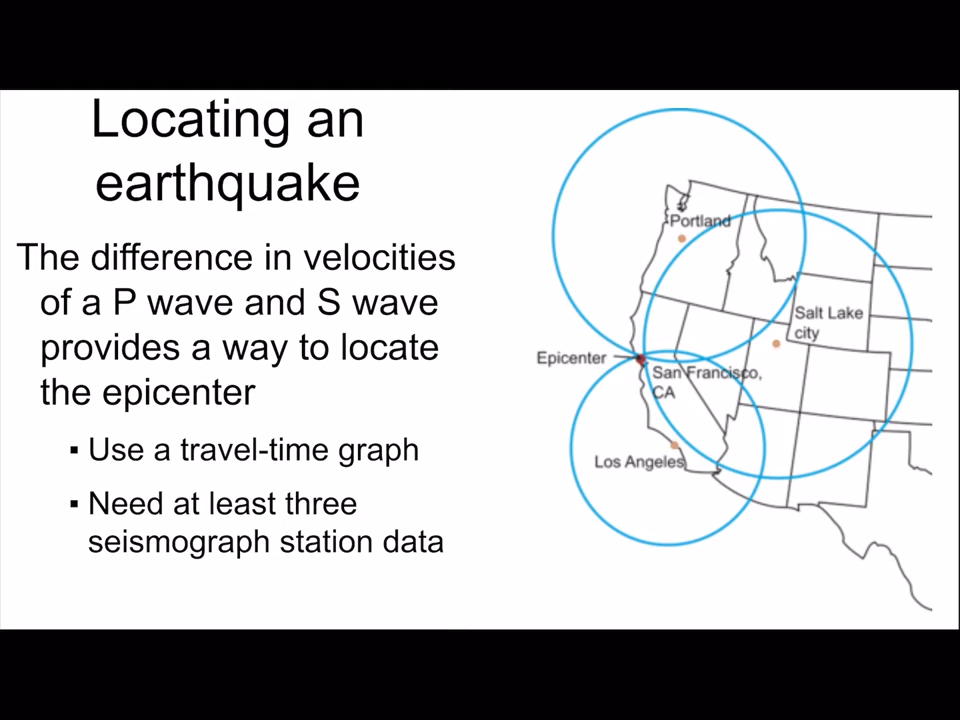 Locating an
earthquake
The difference in velocities
of a P wave and S wave
provides a way to locate
the epicenter
▪ Use a travel-time graph
▪ Need at least three
seismograph station data
Portland
Salt Lake
city
Epicenter
San Francisco,
CA
Los Angeles